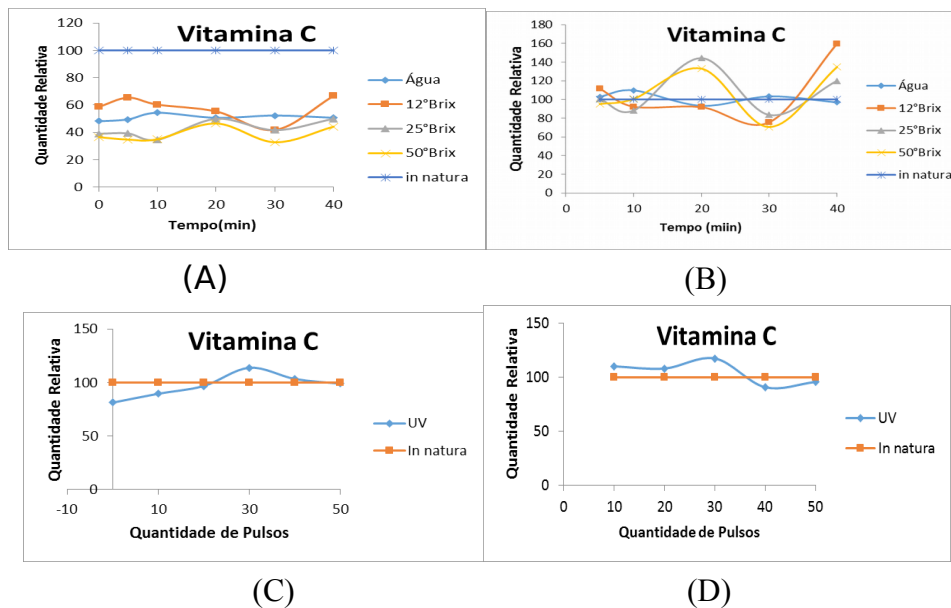 Vitamina C
120
100
80
60
40
20
0
Quantidade Relativa
0
10
20
30
40
Tempo(min)
Água
12°Brix
25°Brix
50°Brix
in natura
(A)
Vitamina C
180
160
140
120
100
80
60
40
20
0
Quantidade Relativa
0
10
20
30
40
Tempo (miin)
Água
12°Brix
25°Brix
50°Brix
in natura
(B)
Vitamina C
150
100
50
0
Quantidade Relativa
-10
10
30
50
Quantidade de Pulsos
UV
In natura
(C)
Vitamina C
150
100
50
0
Quantidade Relativa
0
10
20
30
40
50
Quantidade de Pulsos
UV
In natura
(D)